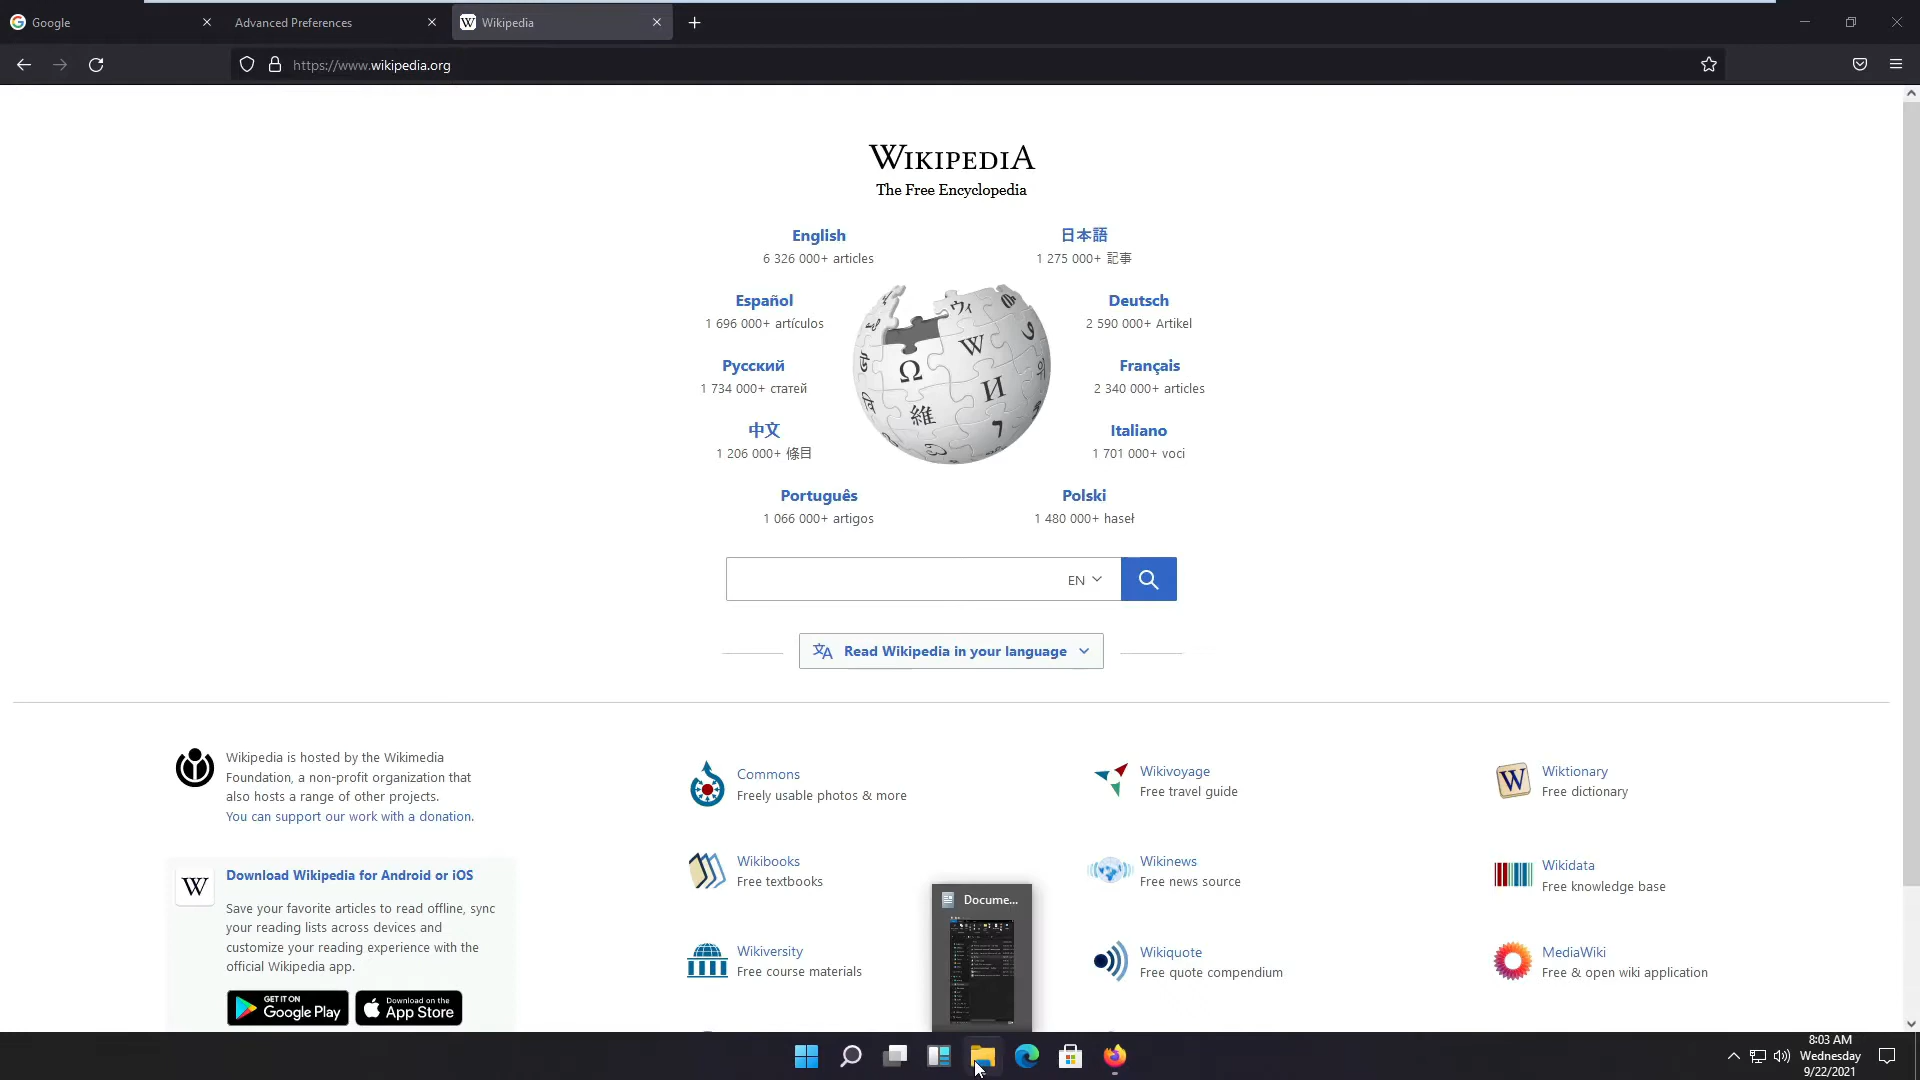 Google
Advanced Preferences
Wikipedia
https://www.wikipedia.org
WIKIPEDIA
The Free Encyclopedia
English
6 326 000+ articles
日本語
1 275 000+ 記事
Español
1 696 000+ artículos
Deutsch
2 590 000+ Artikel
Русский
1 734 000+ статей
Français
2 340 000+ articles
中文
1 206 000+ 條目
Italiano
1 701 000+ voci
Português
1 066 000+ artigos
Polski
1 480 000+ haseł
Ω
W
И
維
ウィ
7
EN
Read Wikipedia in your language
Wikipedia is hosted by the Wikimedia
Foundation, a non-profit organization that
also hosts a range of other projects.
You can support our work with a donation.
W
Download Wikipedia for Android or iOS
Save your favorite articles to read offline, sync
your reading lists across devices and
customize your reading experience with the
official Wikipedia app.
GET IT ON
Google Play
Download on the
App Store
Commons
Freely usable photos & more
Wikivoyage
Free travel guide
W
Wiktionary
Free dictionary
Wikibooks
Free textbooks
Wikinews
Free news source
Wikidata
Free knowledge base
Wikiversity
Free course materials
Wikiquote
Free quote compendium
MediaWiki
Free & open wiki application
Docume...
8:03 AM
Wednesday
9/22/2021